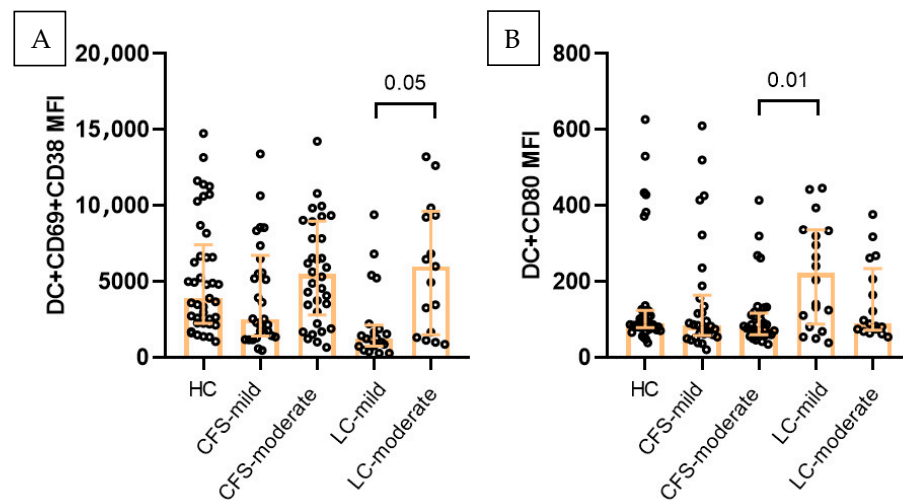 A
DC+CD69+CD38 MFI
20,000
15,000
10,000
5000
0
0.05
HC
CFS-mild
CFS-moderate
LC-mild
LC-moderate
B
DC+CD80 MFI
800
600
400
200
0
0.01
HC
CFS-mild
CFS-moderate
LC-mild
LC-moderate